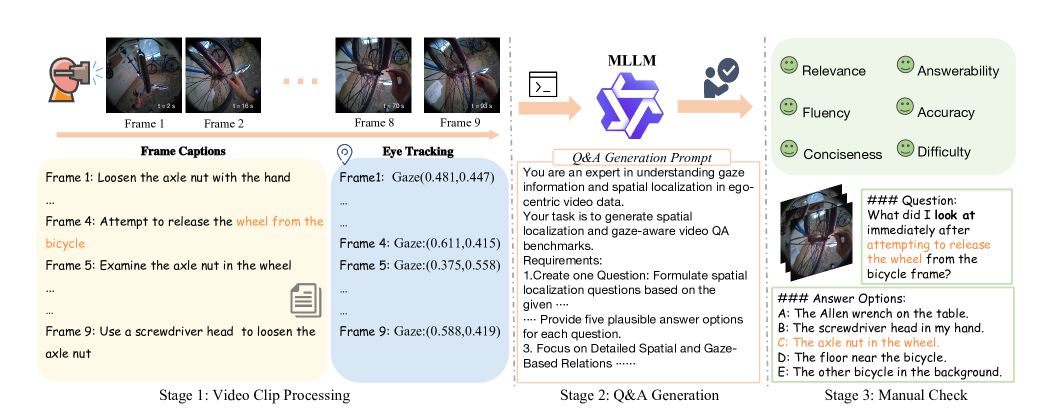 t = 2 s
t = 16 s
t = 70 s
t = 93 s
Frame 1
Frame 2
Frame 8
Frame 9
Frame Captions
Frame 1: Loosen the axle nut with the hand
...
Frame 4: Attempt to release the wheel from the
bicycle
Frame 5: Examine the axle nut in the wheel
...
...
Frame 9: Use a screwdriver head to loosen the
axle nut
Eye Tracking
Frame1: Gaze(0.481,0.447)
...
...
Frame 4: Gaze:(0.611,0.415)
Frame 5: Gaze:(0.375,0.558)
...
...
Frame 9: Gaze:(0.588,0.419)
Stage 1: Video Clip Processing
MLLM
Q&A Generation Prompt
You are an expert in understanding gaze
information and spatial localization in ego-
centric video data.
Your task is to generate spatial
localization and gaze-aware video QA
benchmarks.
Requirements:
1.Create one Question: Formulate spatial
localization questions based on the
given ····
···· Provide five plausible answer options
for each question.
3. Focus on Detailed Spatial and Gaze-
Based Relations ······
Stage 2: Q&A Generation
Relevance
Answerability
Fluency
Accuracy
Conciseness
Difficulty
### Question:
What did I look at
immediately after
attempting to release
the wheel from the
bicycle frame?
### Answer Options:
A: The Allen wrench on the table.
B: The screwdriver head in my hand.
C: The axle nut in the wheel.
D: The floor near the bicycle.
E: The other bicycle in the background.
Stage 3: Manual Check